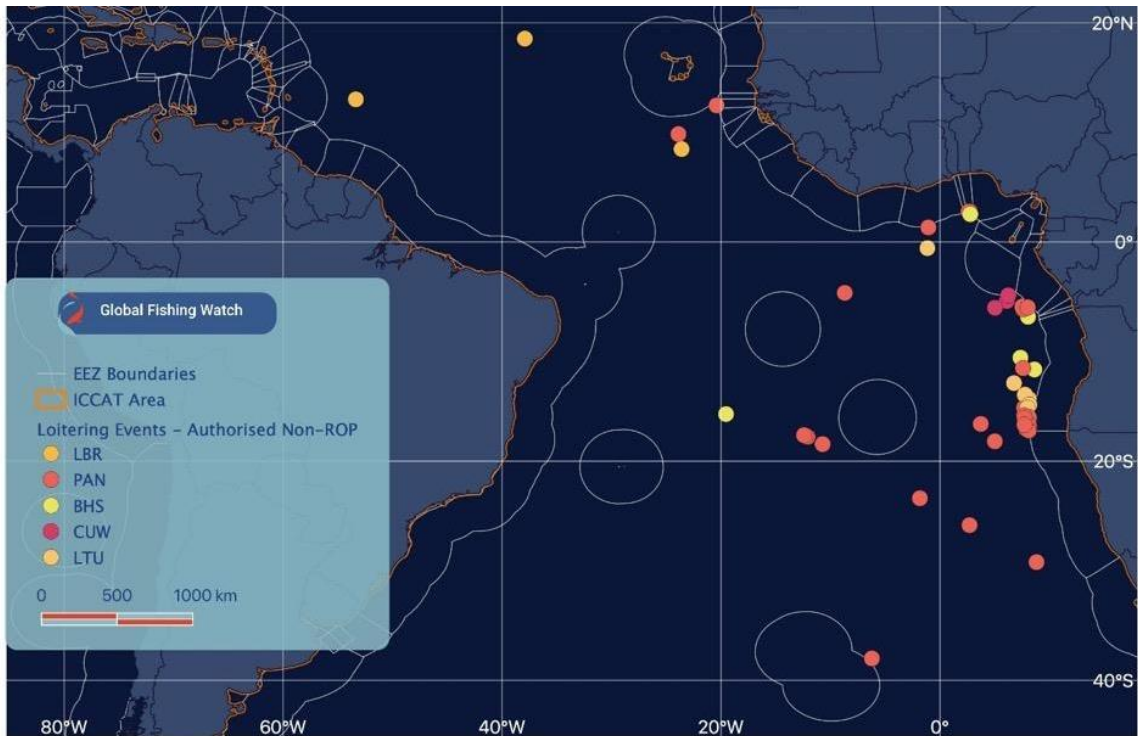 20°N
0°
Global Fishing Watch
EEZ Boundaries
ICCAT Area
Loitering Events – Authorised Non-ROP
LBR
PAN
20°S
BHS
CUW
LTU
0 500 1000 km
40°S
80°W 60°W 40°W 20°W 0°